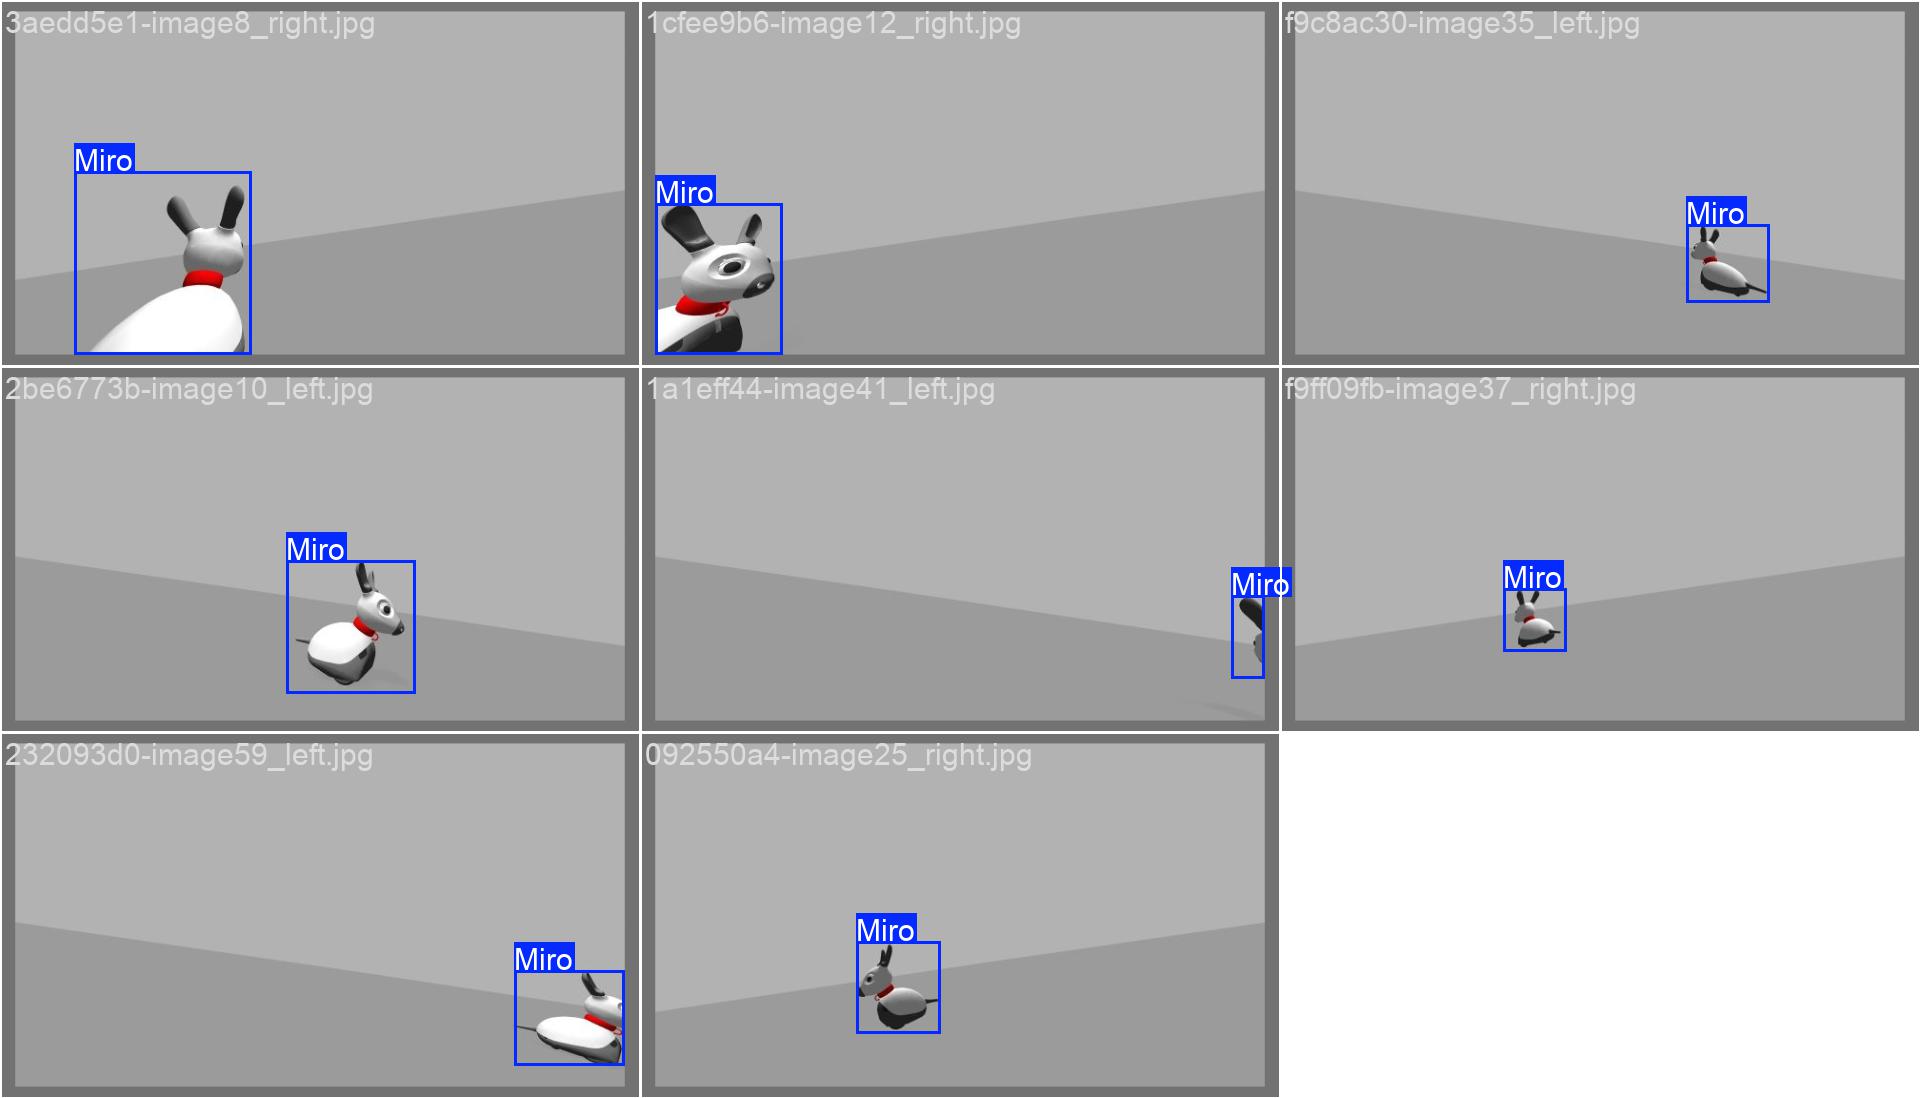 3aedd5e1-image8_right.jpg
Miro
1cfee9b6-image12_right.jpg
Miro
f9c8ac30-image35_left.jpg
Miro
2be6773b-image10_left.jpg
Miro
1a1eff44-image41_left.jpg
Miro
f9ff09fb-image37_right.jpg
Miro
232093d0-image59_left.jpg
Miro
092550a4-image25_right.jpg
Miro